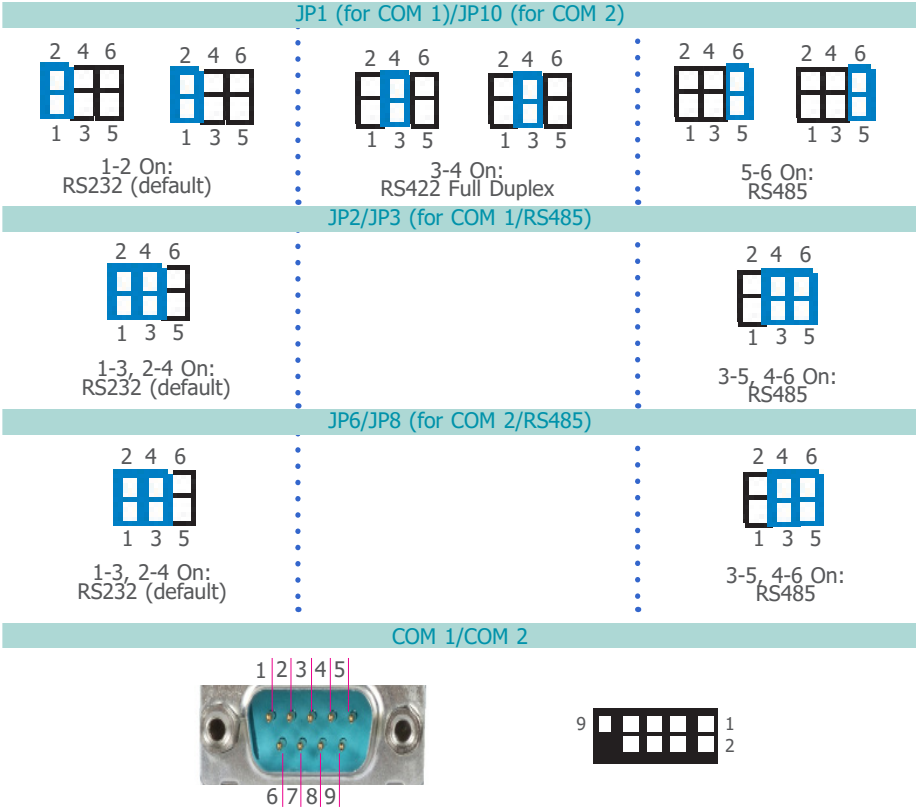 JP1 (for COM 1)/JP10 (for COM 2)
2 4 6 2 4 6 2 4 6 2 4 6 2 4 6 2 4 6
1 3 5 1 3 5 1 3 5 1 3 5 1 3 5 1 3 5
1-2 On:
RS232 (default)
3-4 On:
RS422 Full Duplex
5-6 On:
RS485
JP2/JP3 (for COM 1/RS485)
2 4 6
1 3 5
1-3, 2-4 On:
RS232 (default)
2 4 6
1 3 5
3-5, 4-6 On:
RS485
JP6/JP8 (for COM 2/RS485)
2 4 6
1 3 5
1-3, 2-4 On:
RS232 (default)
2 4 6
1 3 5
3-5, 4-6 On:
RS485
COM 1/COM 2
1 2 3 4 5
6 7 8 9
9 1
2